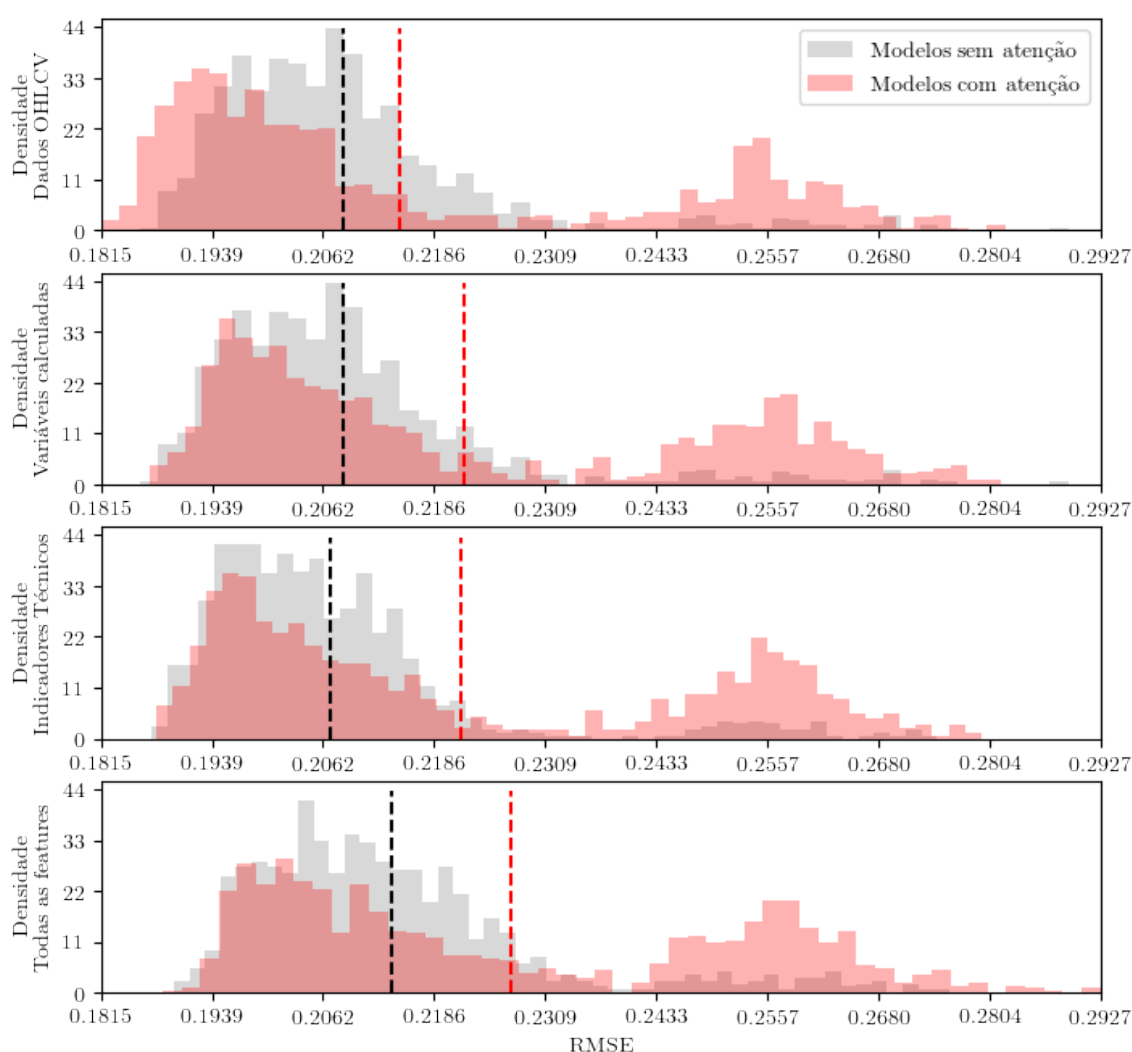 44
33
22
11
0
Densidade
Dados OHLCV
Modelos sem atenção
Modelos com atenção
0.1815 0.1939 0.2062 0.2186 0.2309 0.2433 0.2557 0.2680 0.2804 0.2927
44
33
22
11
0
Densidade
Variáveis calculadas
0.1815 0.1939 0.2062 0.2186 0.2309 0.2433 0.2557 0.2680 0.2804 0.2927
44
33
22
11
0
Densidade
Indicadores Técnicos
0.1815 0.1939 0.2062 0.2186 0.2309 0.2433 0.2557 0.2680 0.2804 0.2927
44
33
22
11
0
Densidade
Todas as features
0.1815 0.1939 0.2062 0.2186 0.2309 0.2433 0.2557 0.2680 0.2804 0.2927
RMSE